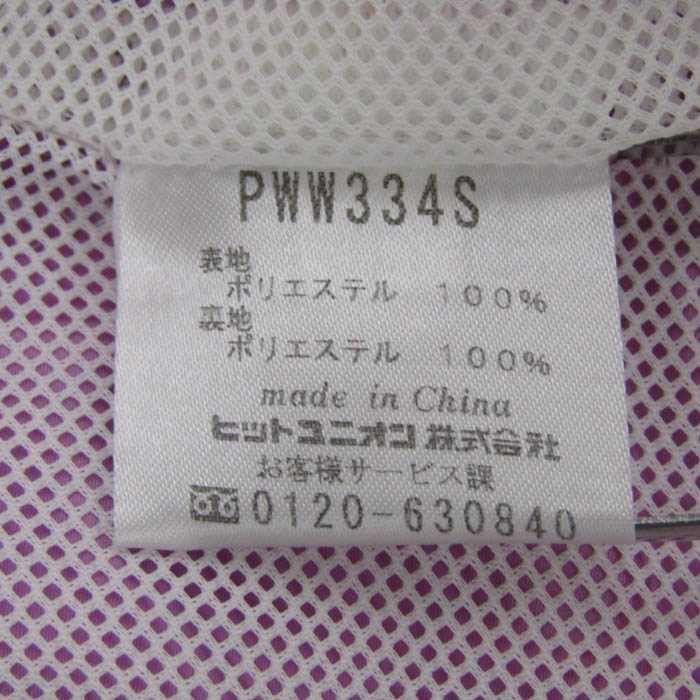 PWW334S
表地
ポリエステル 100%
裏地
ポリエステル 100%
made in China
ヒットユニオン株式会社
お客様サービス課
0120-630840